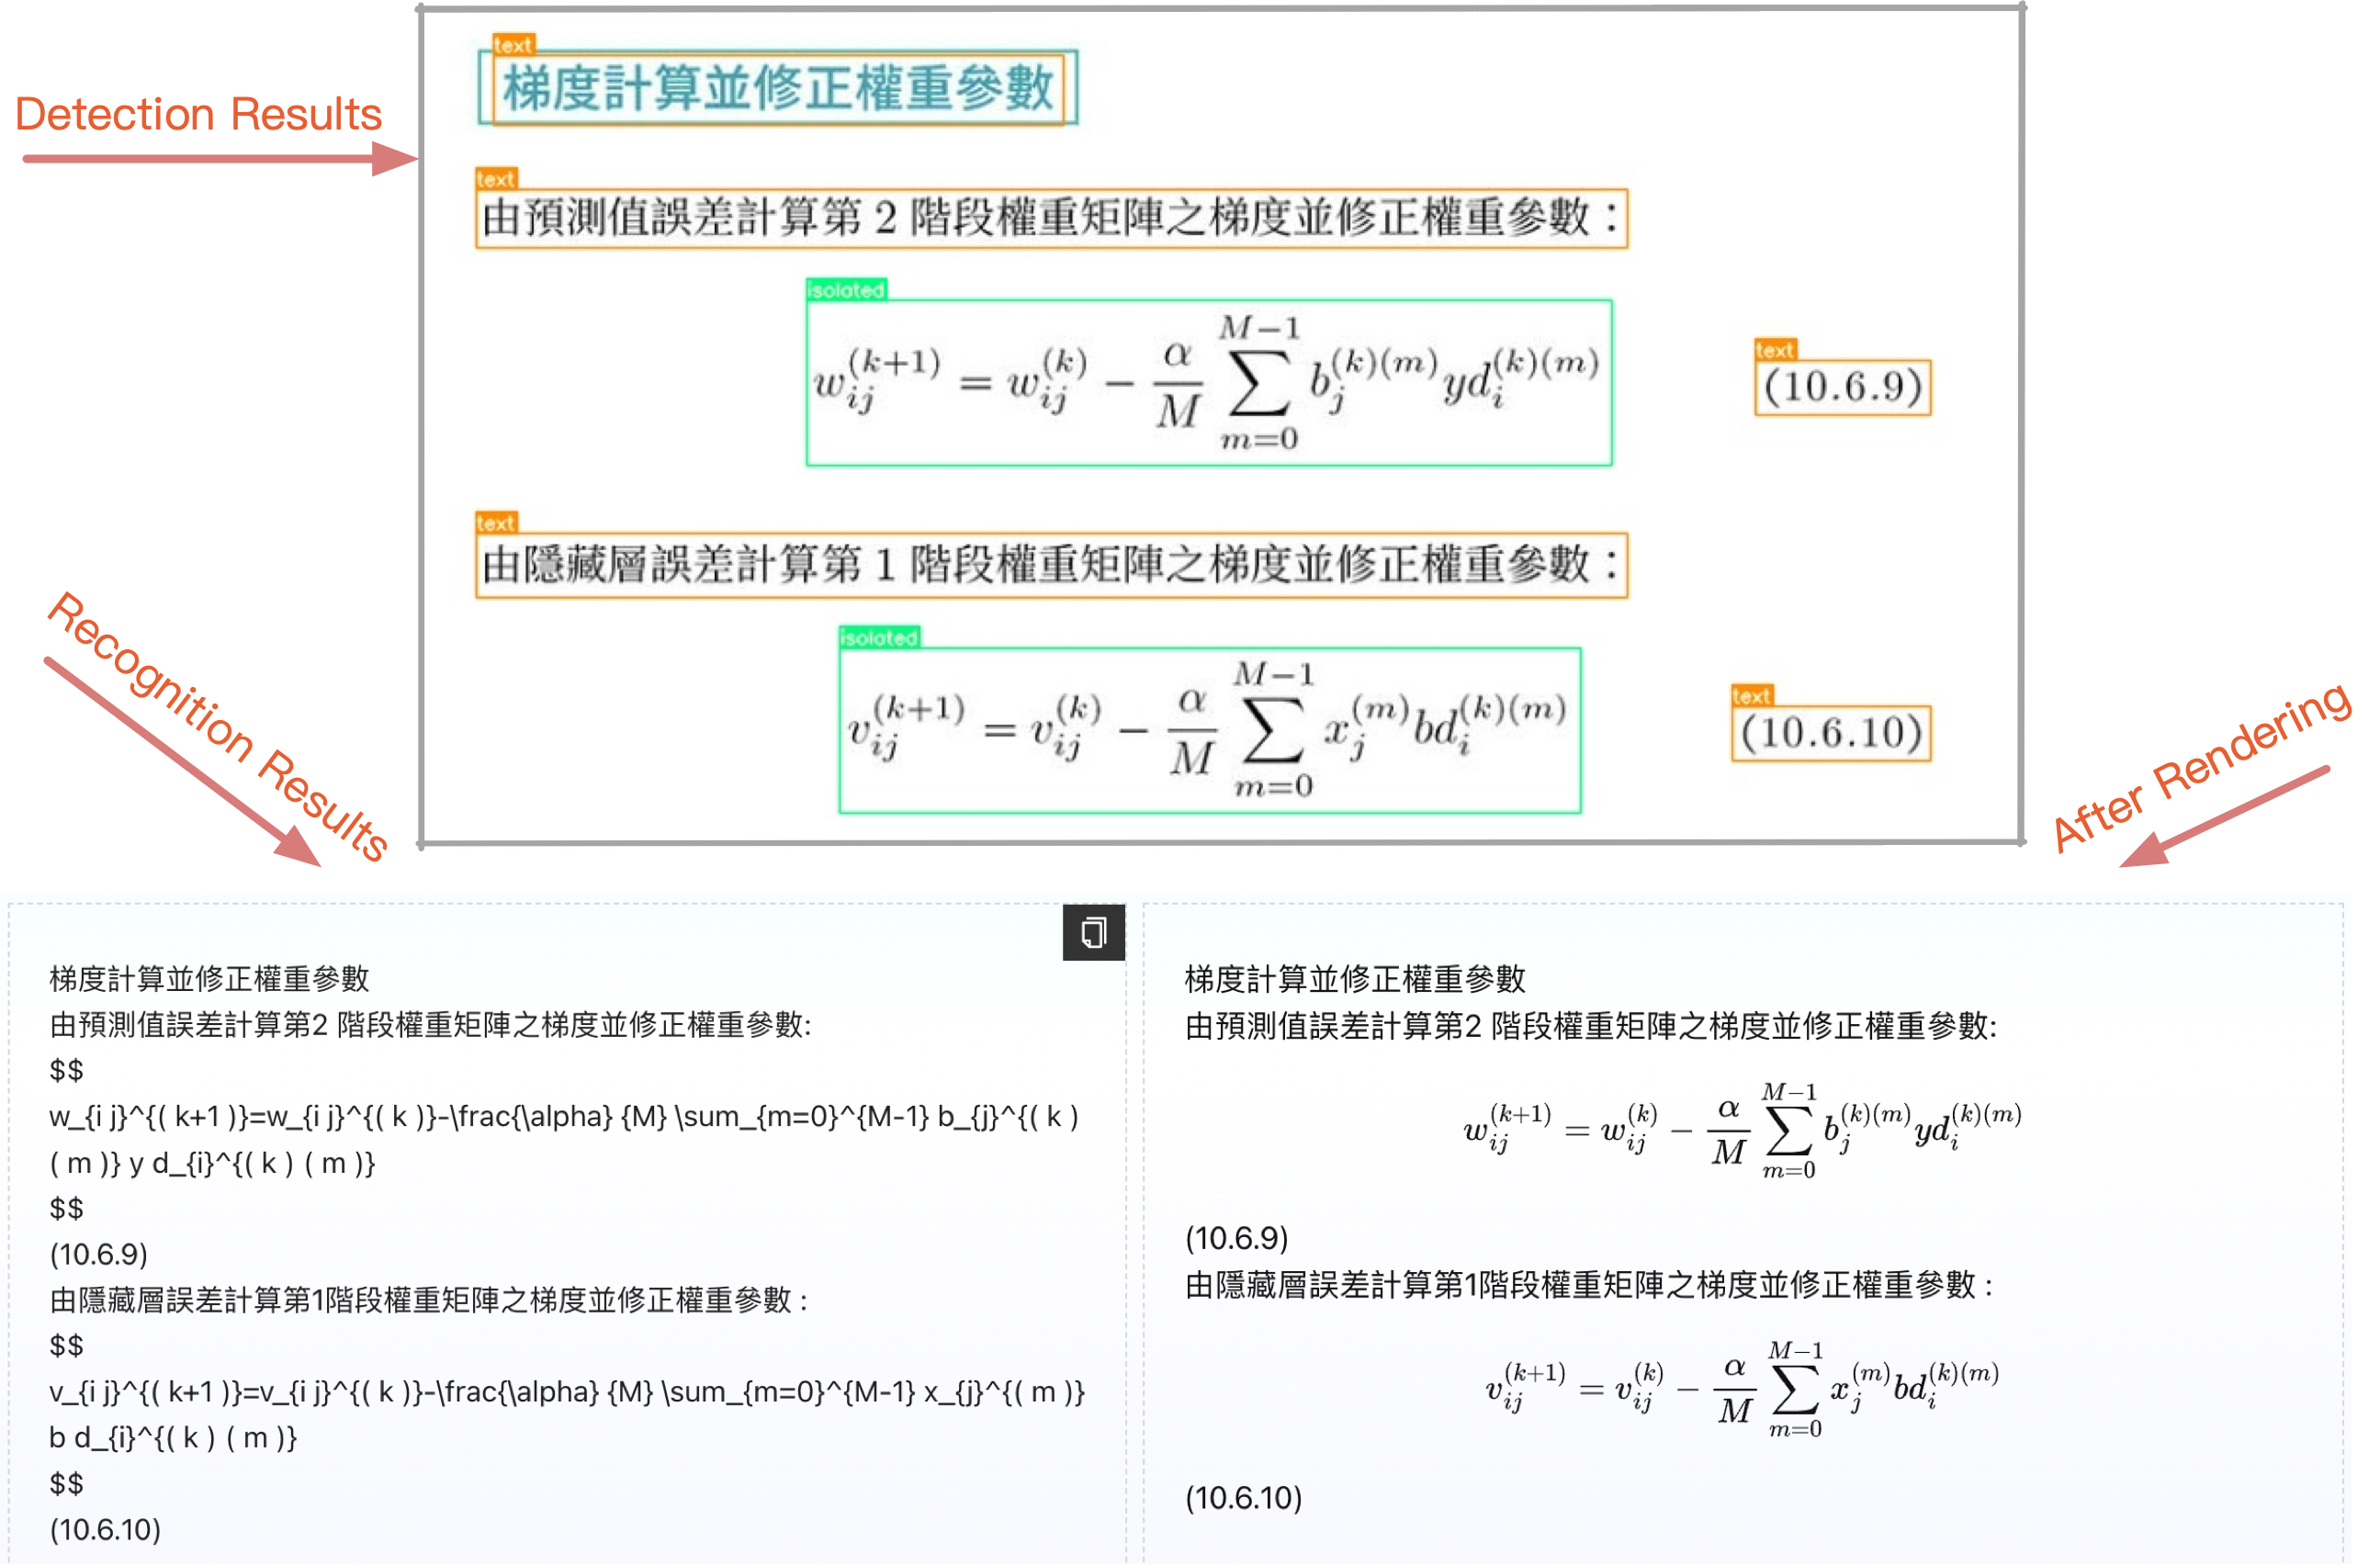 Detection Results
text
梯度計算並修正權重參數
text
由預測值誤差計算第 2 階段權重矩陣之梯度並修正權重參數：
isolated
w_{ij}^{(k+1)} = w_{ij}^{(k)} - \frac{\alpha}{M} \sum_{m=0}^{M-1} b_{j}^{(k)(m)} yd_{i}^{(k)(m)}
text
(10.6.9)
text
由隱藏層誤差計算第 1 階段權重矩陣之梯度並修正權重參數：
isolated
v_{ij}^{(k+1)} = v_{ij}^{(k)} - \frac{\alpha}{M} \sum_{m=0}^{M-1} x_{j}^{(m)} bd_{i}^{(k)(m)}
text
(10.6.10)
Recognition Results
After Rendering
梯度計算並修正權重參數
由預測值誤差計算第2 階段權重矩陣之梯度並修正權重參數:
$$
w_{i j}^{( k+1 )}=w_{i j}^{( k )}-\frac{\alpha} {M} \sum_{m=0}^{M-1} b_{j}^{( k )
( m )} y d_{i}^{( k ) ( m )}
$$
(10.6.9)
由隱藏層誤差計算第1階段權重矩陣之梯度並修正權重參數 :
$$
v_{i j}^{( k+1 )}=v_{i j}^{( k )}-\frac{\alpha} {M} \sum_{m=0}^{M-1} x_{j}^{( m )}
b d_{i}^{( k ) ( m )}
$$
(10.6.10)
梯度計算並修正權重參數
由預測值誤差計算第2 階段權重矩陣之梯度並修正權重參數:
w_{ij}^{(k+1)} = w_{ij}^{(k)} - \frac{\alpha}{M} \sum_{m=0}^{M-1} b_{j}^{(k)(m)} yd_{i}^{(k)(m)}
(10.6.9)
由隱藏層誤差計算第1階段權重矩陣之梯度並修正權重參數 :
v_{ij}^{(k+1)} = v_{ij}^{(k)} - \frac{\alpha}{M} \sum_{m=0}^{M-1} x_{j}^{(m)} bd_{i}^{(k)(m)}
(10.6.10)